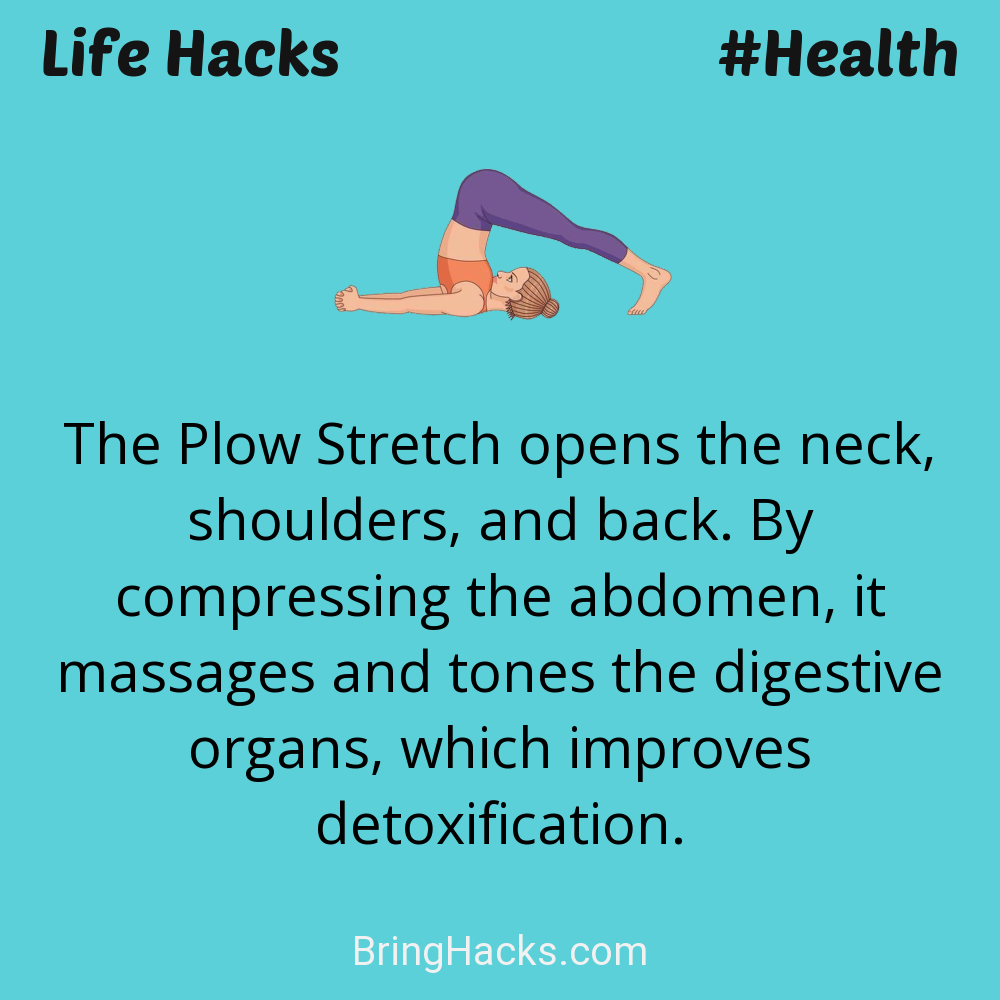 Life Hacks
#Health
The Plow Stretch opens the neck,
shoulders, and back. By
compressing the abdomen, it
massages and tones the digestive
organs, which improves
detoxification.
BringHacks.com